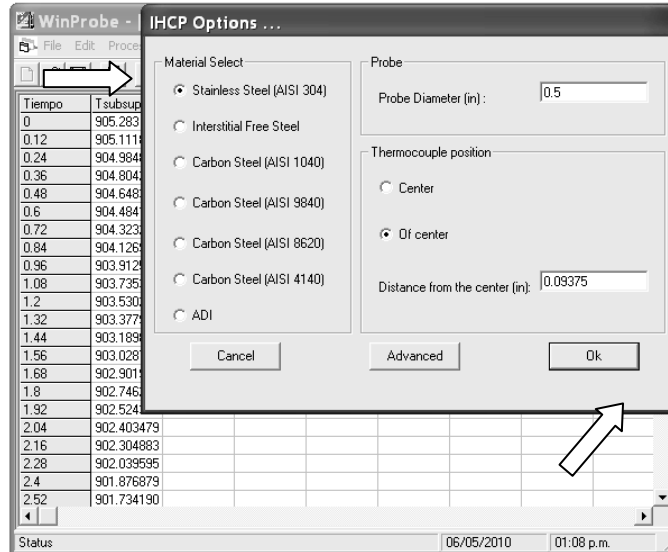 WinProbe - [
IHCP Options ...
File Edit Proce
Material Select
Stainless Steel (AISI 304)
Interstitial Free Steel
Carbon Steel (AISI 1040)
Carbon Steel (AISI 9840)
Carbon Steel (AISI 8620)
Carbon Steel (AISI 4140)
ADI
Probe
Probe Diameter (in) :
0.5
Thermocouple position
Center
Of center
Distance from the center (in):
0.09375
Cancel
Advanced
Ok
Tiempo Tsubsup
0 905.283
0.12 905.111
0.24 904.984
0.36 904.804
0.48 904.648
0.6 904.484
0.72 904.323
0.84 904.126
0.96 903.912
1.08 903.735
1.2 903.530
1.32 903.377
1.44 903.189
1.56 903.028
1.68 902.901
1.8 902.746
1.92 902.524
2.04 902.403479
2.16 902.304883
2.28 902.039595
2.4 901.876879
2.52 901.734190
Status
06/05/2010
01:08 p.m.